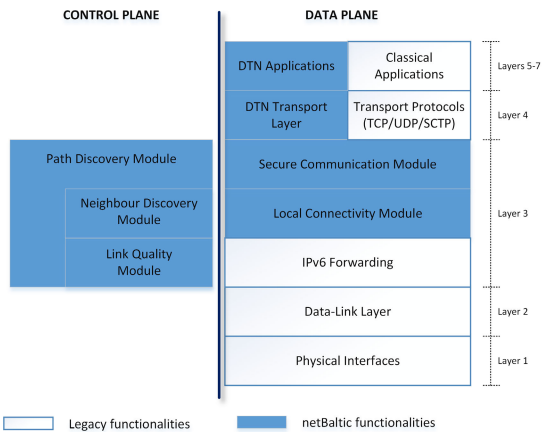 CONTROL PLANE
DATA PLANE
DTN Applications
Classical
Applications
Layers 5-7
DTN Transport
Layer
Transport Protocols
(TCP/UDP/SCTP)
Layer 4
Path Discovery Module
Secure Communication Module
Neighbour Discovery
Module
Local Connectivity Module
Layer 3
Link Quality
Module
IPv6 Forwarding
Data-Link Layer
Layer 2
Physical Interfaces
Layer 1
Legacy functionalities
netBaltic functionalities